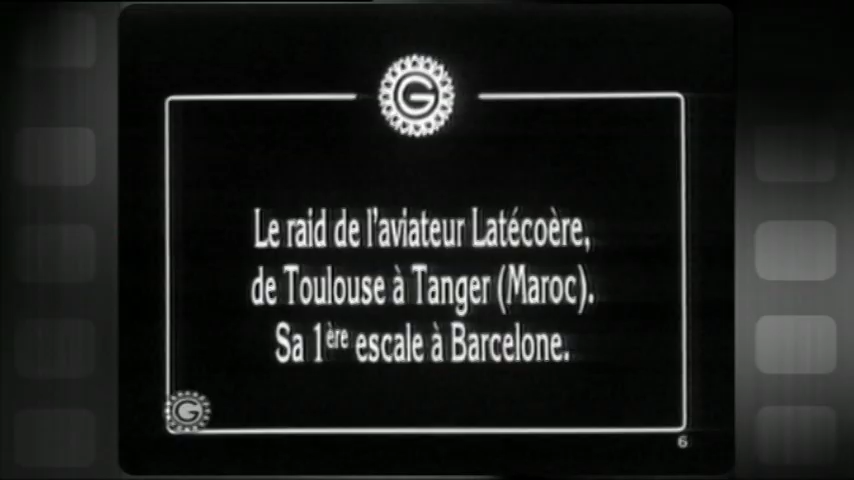 G
Le raid de l'aviateur Latécoère,
de Toulouse à Tanger (Maroc).
Sa 1ère escale à Barcelone.
G
6